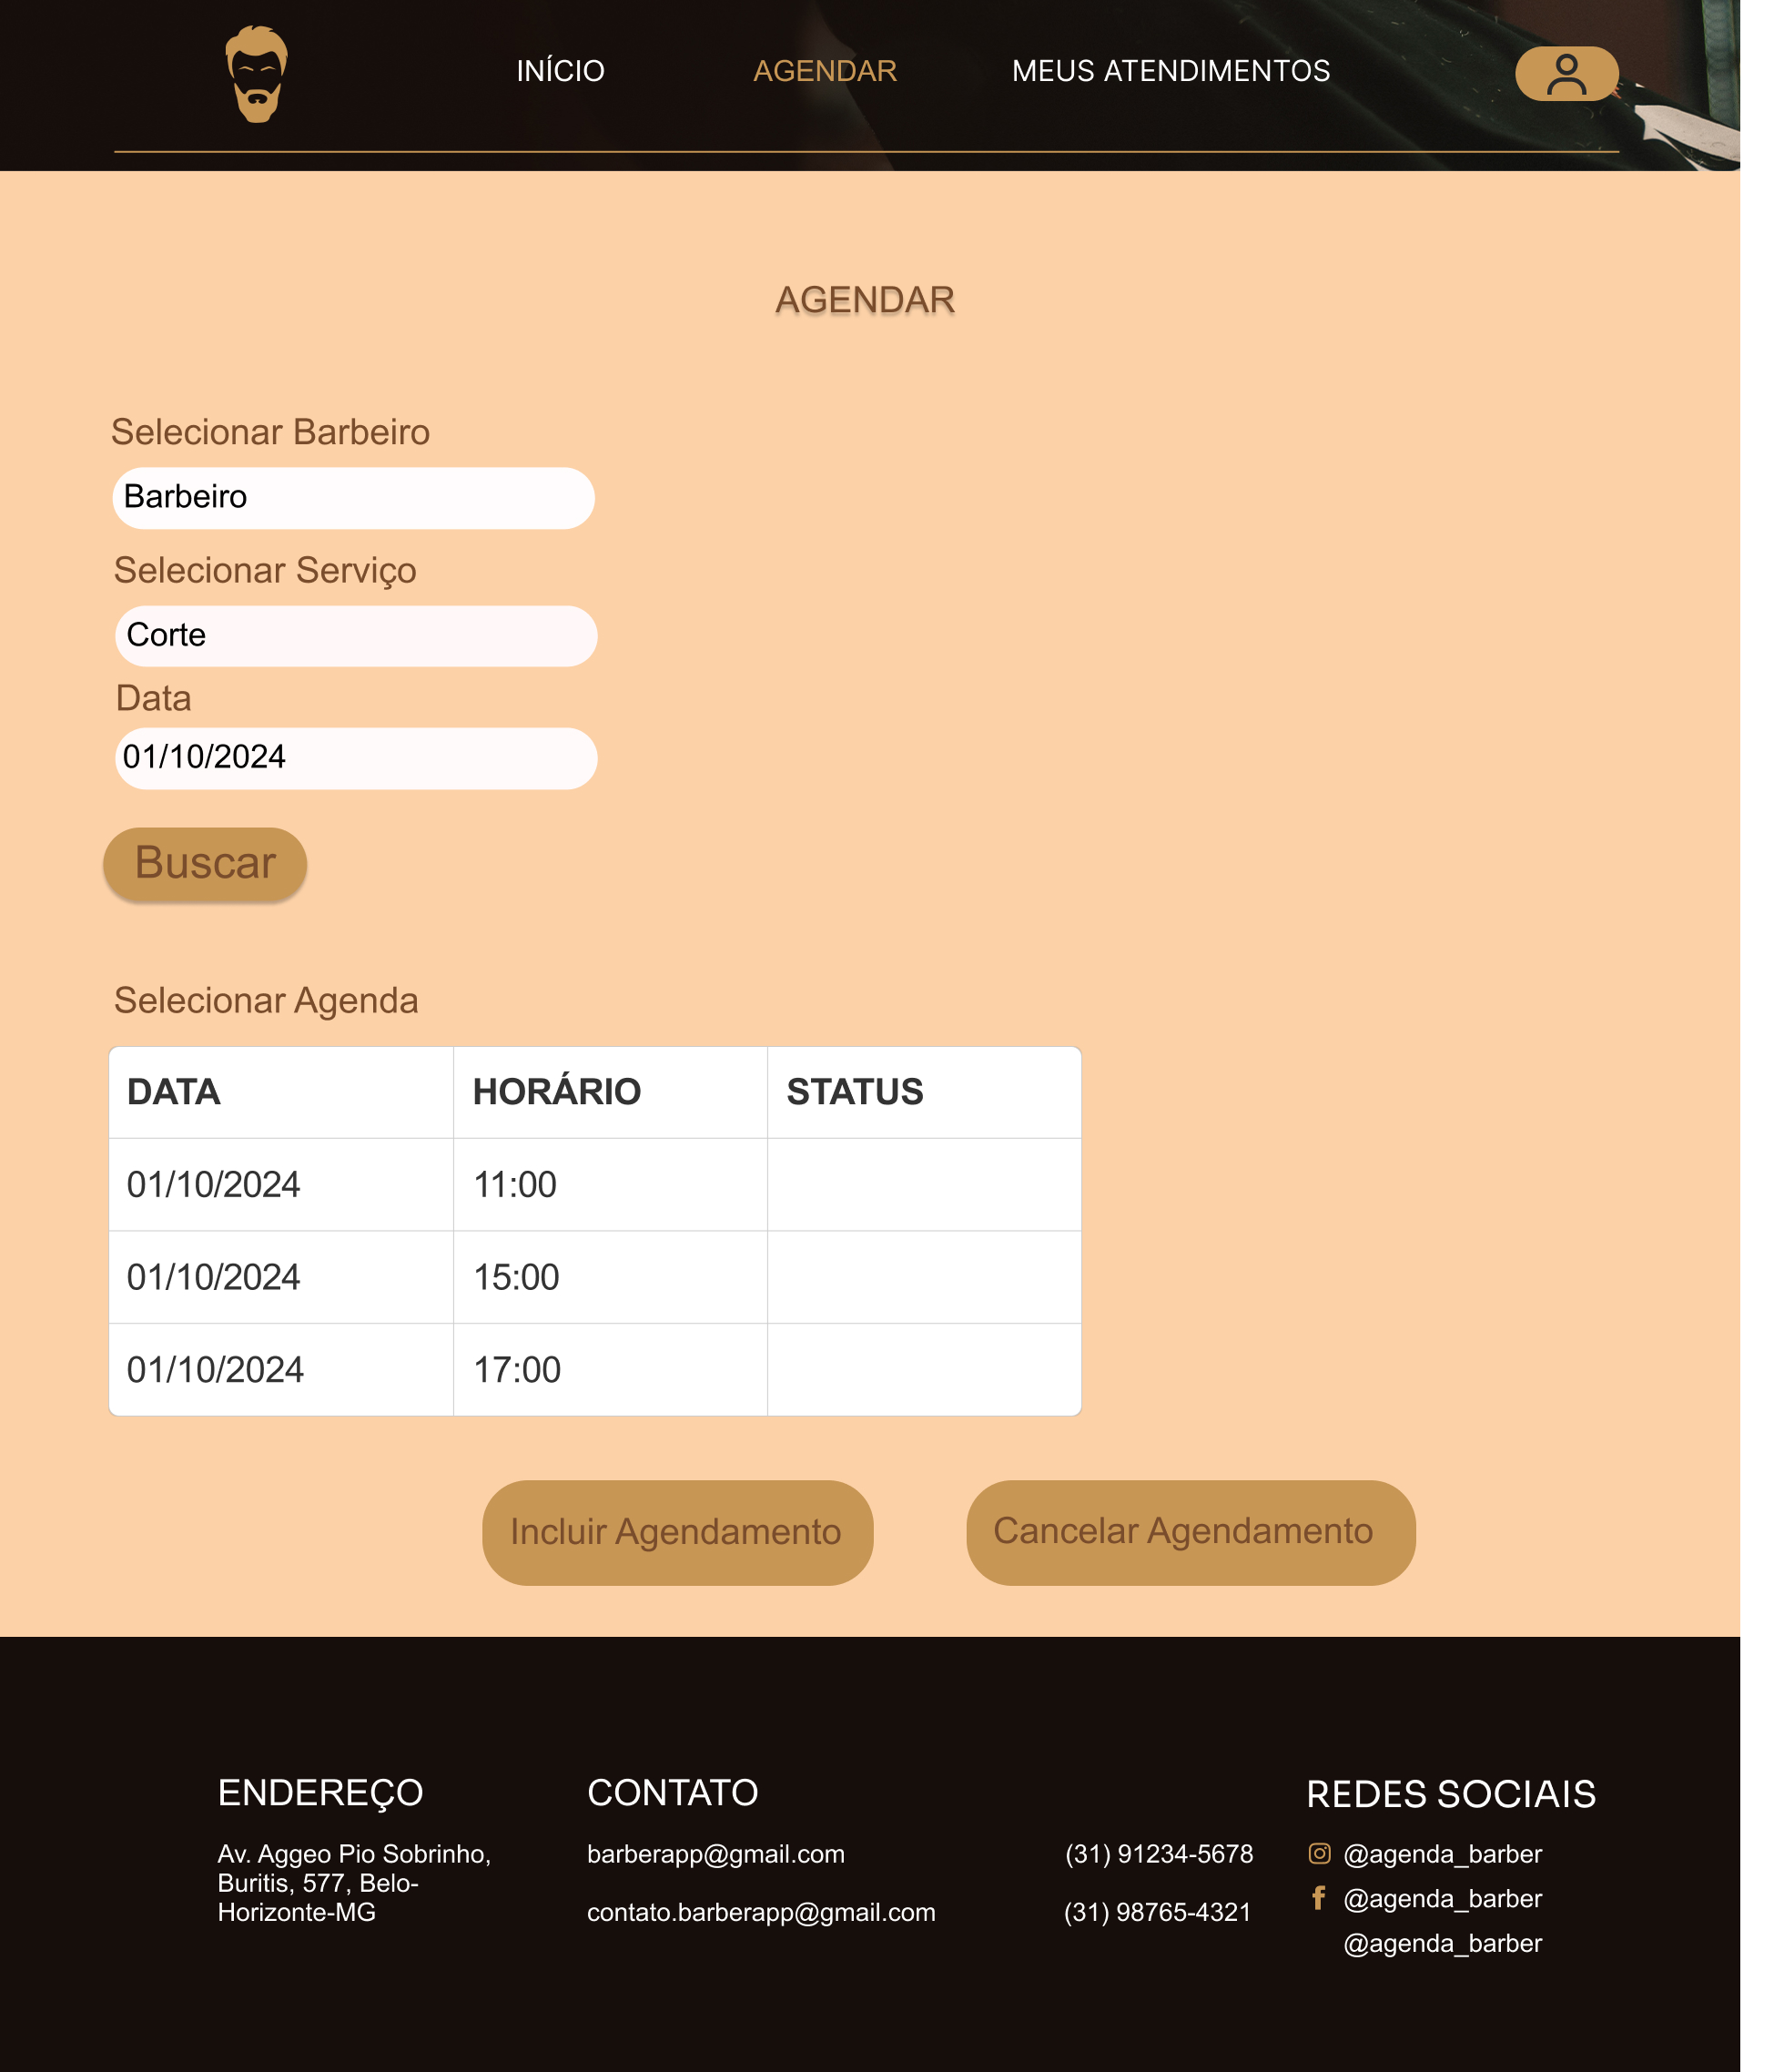 INÍCIO AGENDAR MEUS ATENDIMENTOS
AGENDAR
Selecionar Barbeiro
Barbeiro
Selecionar Serviço
Corte
Data
01/10/2024
Buscar
Selecionar Agenda
DATA HORÁRIO STATUS
01/10/2024 11:00
01/10/2024 15:00
01/10/2024 17:00
Incluir Agendamento Cancelar Agendamento
ENDEREÇO
Av. Aggeo Pio Sobrinho,
Buritis, 577, Belo-
Horizonte-MG
CONTATO
barberapp@gmail.com (31) 91234-5678
contato.barberapp@gmail.com (31) 98765-4321
REDES SOCIAIS
@agenda_barber
@agenda_barber
@agenda_barber